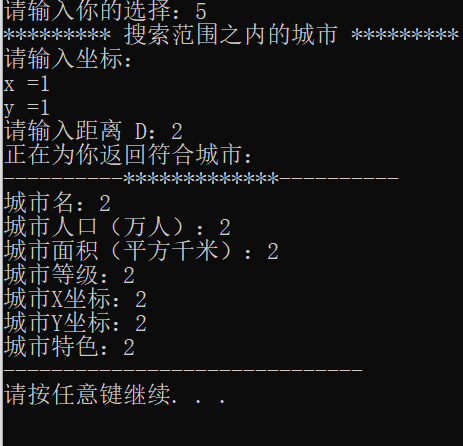 请输入你的选择: 5
********* 搜索范围之内的城市 *********
请输入坐标:
x =1
y =1
请输入距离 D: 2
正在为你返回符合城市:
----------*************----------
城市名: 2
城市人口（万人）: 2
城市面积（平方千米）: 2
城市等级: 2
城市X坐标: 2
城市Y坐标: 2
城市特色: 2
------------------------------
请按任意键继续. . .